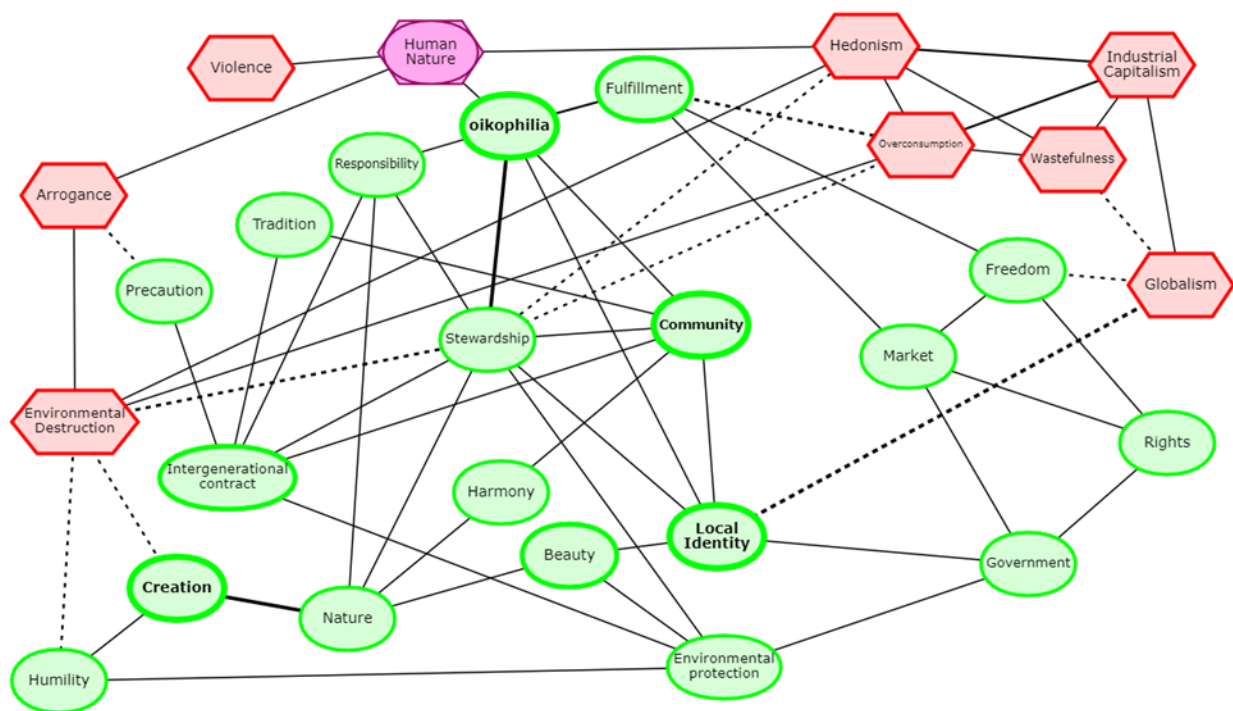 Human
Nature
Hedonism
Industrial
Capitalism
Violence
Fulfillment
oikophilia
Overconsumption
Wastefulness
Responsibility
Arrogance
Tradition
Freedom
Globalism
Precaution
Community
Stewardship
Market
Environmental
Destruction
Rights
Intergenerational
contract
Harmony
Local
Identity
Beauty
Government
Creation
Nature
Environmental
protection
Humility